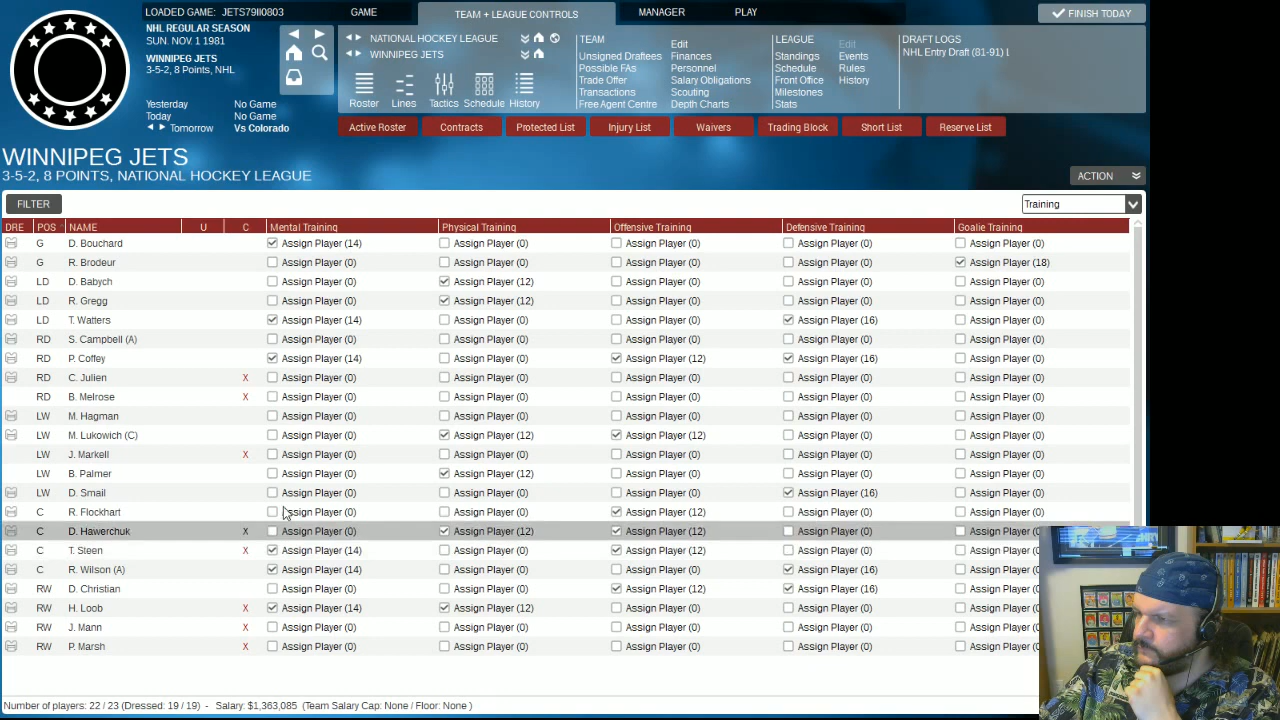 LOADED GAME: JETS79II0803 GAME TEAM + LEAGUE CONTROLS MANAGER PLAY FINISH TODAY
NHL REGULAR SEASON
SUN. NOV. 1 1981
WINNIPEG JETS
3-5-2, 8 POINTS, NHL
Yesterday No Game
Today No Game
Tomorrow Vs Colorado
NATIONAL HOCKEY LEAGUE
WINNIPEG JETS
Roster Lines Tactics Schedule History
TEAM
Unsigned Draftees
Possible FAs
Trade Offer
Transactions
Free Agent Centre
Edit
Finances
Personnel
Salary Obligations
Scouting
Depth Charts
LEAGUE
Standings
Schedule
Front Office
Milestones
Stats
Edit
Events
Rules
History
DRAFT LOGS
NHL Entry Draft (81-91) L
Active Roster Contracts Protected List Injury List Waivers Trading Block Short List Reserve List
WINNIPEG JETS
3-5-2, 8 POINTS, NATIONAL HOCKEY LEAGUE
ACTION
FILTER Training
DRE POS NAME U C Mental Training Physical Training Offensive Training Defensive Training Goalie Training
G D. Bouchard Assign Player (14) Assign Player (0) Assign Player (0) Assign Player (0) Assign Player (0)
G R. Brodeur Assign Player (0) Assign Player (0) Assign Player (0) Assign Player (0) Assign Player (18)
LD D. Babych Assign Player (0) Assign Player (12) Assign Player (0) Assign Player (0) Assign Player (0)
LD R. Gregg Assign Player (0) Assign Player (12) Assign Player (0) Assign Player (0) Assign Player (0)
LD T. Watters Assign Player (14) Assign Player (0) Assign Player (0) Assign Player (16) Assign Player (0)
RD S. Campbell (A) Assign Player (0) Assign Player (0) Assign Player (0) Assign Player (0) Assign Player (0)
RD P. Coffey Assign Player (14) Assign Player (0) Assign Player (12) Assign Player (16) Assign Player (0)
RD C. Julien X Assign Player (0) Assign Player (0) Assign Player (0) Assign Player (0) Assign Player (0)
RD B. Melrose X Assign Player (0) Assign Player (0) Assign Player (0) Assign Player (0) Assign Player (0)
LW M. Hagman Assign Player (0) Assign Player (0) Assign Player (0) Assign Player (0) Assign Player (0)
LW M. Lukowich (C) Assign Player (0) Assign Player (12) Assign Player (12) Assign Player (0) Assign Player (0)
LW J. Markell X Assign Player (0) Assign Player (0) Assign Player (0) Assign Player (0) Assign Player (0)
LW B. Palmer Assign Player (0) Assign Player (12) Assign Player (0) Assign Player (0) Assign Player (0)
LW D. Smail Assign Player (0) Assign Player (0) Assign Player (0) Assign Player (16) Assign Player (0)
C R. Flockhart Assign Player (0) Assign Player (0) Assign Player (12) Assign Player (0) Assign Player (0)
C D. Hawerchuk X Assign Player (0) Assign Player (12) Assign Player (12) Assign Player (0) Assign Player (0)
C T. Steen X Assign Player (14) Assign Player (0) Assign Player (12) Assign Player (0) Assign Player
C R. Wilson (A) Assign Player (14) Assign Player (0) Assign Player (0) Assign Player (16) Assign Player
RW D. Christian Assign Player (0) Assign Player (0) Assign Player (12) Assign Player (16) Assign Player
RW H. Loob X Assign Player (14) Assign Player (12) Assign Player (0) Assign Player (0) Assign Player
RW J. Mann X Assign Player (0) Assign Player (0) Assign Player (0) Assign Player (0) Assign Player
RW P. Marsh X Assign Player (0) Assign Player (0) Assign Player (0) Assign Player (0) Assign Player
Number of players: 22 / 23 (Dressed: 19 / 19) - Salary: $1,363,085 (Team Salary Cap: None / Floor: None )